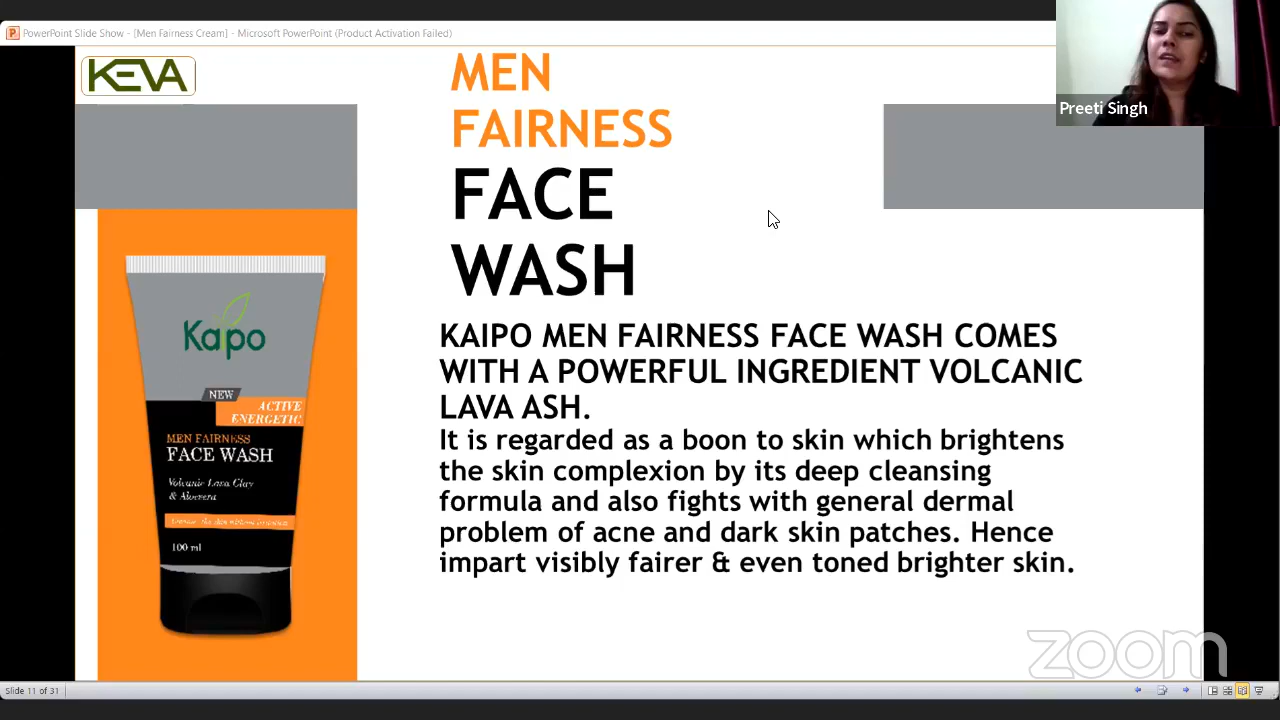 PowerPoint Slide Show - [Men Fairness Cream] - Microsoft PowerPoint (Product Activation Failed)
KEVA
MEN
FAIRNESS
FACE
WASH
Preeti Singh
Kaipo
NEW
ACTIVE
ENERGETIC
MEN FAIRNESS
FACE WASH
Volcanic Lava Clay
& Aloevera
100 ml
KAIPO MEN FAIRNESS FACE WASH COMES
WITH A POWERFUL INGREDIENT VOLCANIC
LAVA ASH.
It is regarded as a boon to skin which brightens
the skin complexion by its deep cleansing
formula and also fights with general dermal
problem of acne and dark skin patches. Hence
impart visibly fairer & even toned brighter skin.
zoom
Slide 11 of 31